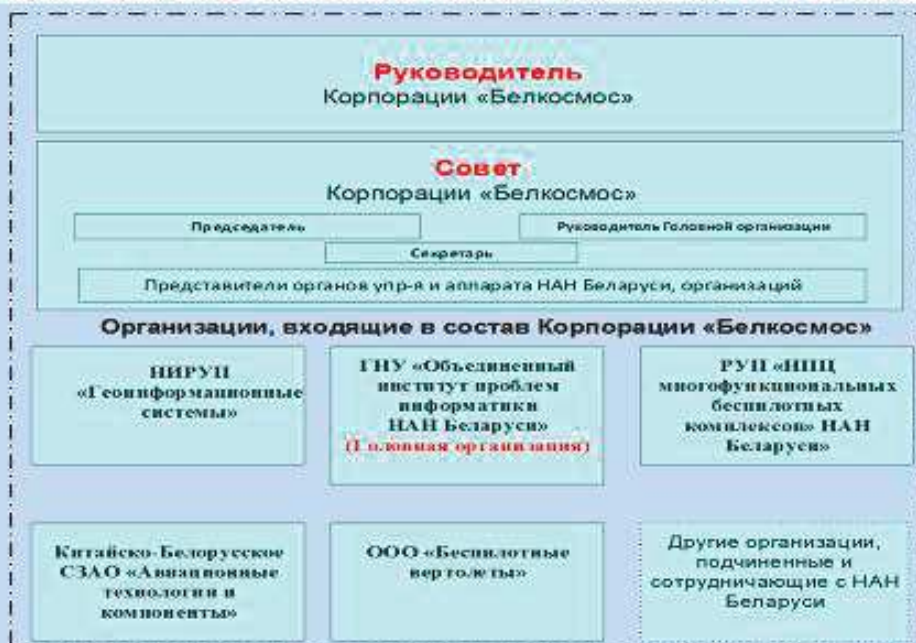 Руководитель
Корпорации «Белкосмос»
Совет
Корпорации «Белкосмос»
Председатель
Руководитель Головной организации
Секретарь
Представители органов упр-я и аппарата НАН Беларуси, организаций
Организации, входящие в состав Корпорации «Белкосмос»
НИРУП
«Геоинформационные
системы»
ГНУ «Объединенный
институт проблем
информатики
НАН Беларуси»
(Головная организация)
РУП «НПЦ
многофункциональных
беспилотных
комплексов» НАН
Беларуси»
Китайско-Белорусское
СЗАО «Авиационные
технологии и
компоненты»
ООО «Беспилотные
вертолеты»
Другие организации,
подчиненные и
сотрудничающие с НАН
Беларуси